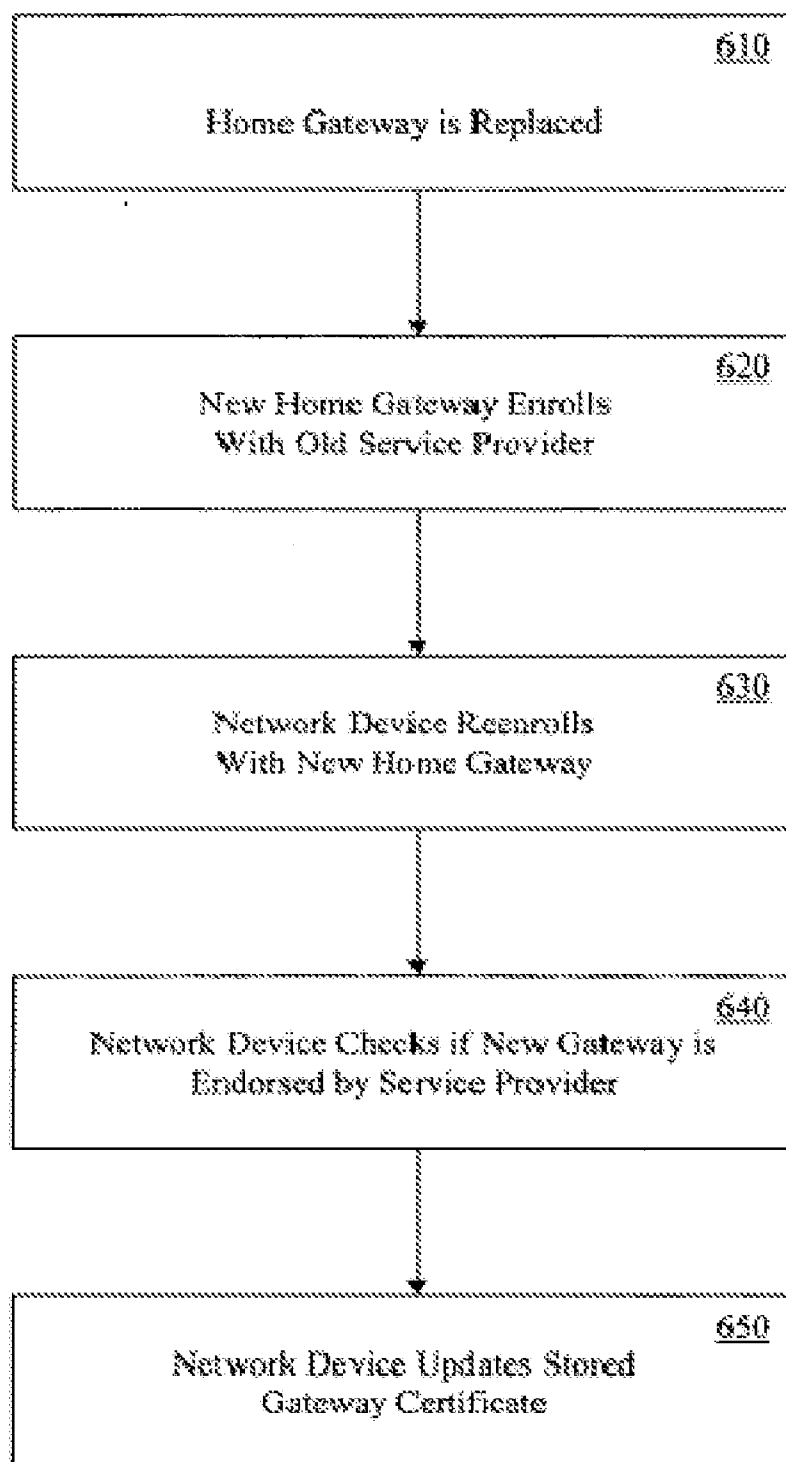 610
Home Gateway is Replaced
620
New Home Gateway Enrolls
With Old Service Provider
630
Network Device Reenrolls
With New Home Gateway
640
Network Device Checks if New Gateway is
Endorsed by Service Provider
650
Network Device Updates Stored
Gateway Certificate